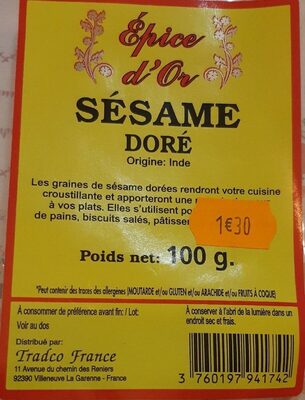 Épice
d'Or
SÉSAME
DORÉ
Origine: Inde
Les graines de sésame dorées rendront votre cuisine
croustillante et apporteront une
à vos plats. Elles s'utilisent
de pains, biscuits salés,
1€30
Poids net: 100 g.
*Peut contenir des traces des allergènes (MOUTARDE et/ou GLUTEN et/ou ARACHIDE et/ou FRUITS À COQUE)
À consommer de préférence avant fin: / Lot:
Voir au dos
À conserver à l'abri de la lumière dans un
endroit sec et frais.
Distribué par:
Tradco France
11 Avenue du chemin des Reniers
92390 Villeneuve La Garenne - France
3 760197 941742